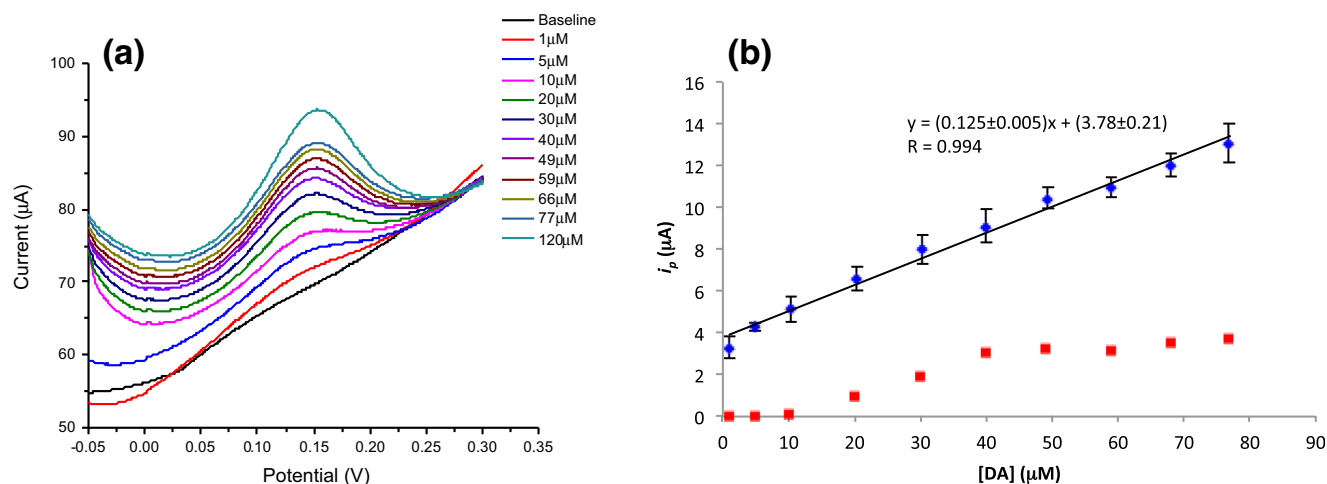 (a)
Baseline
1μM
5μM
10μM
20μM
30μM
40μM
49μM
59μM
66μM
77μM
120μM
100
90
80
70
60
50
Current (μA)
-0.05 0.00 0.05 0.10 0.15 0.20 0.25 0.30 0.35
Potential (V)
(b)
y = (0.125±0.005)x + (3.78±0.21)
R = 0.994
16
14
12
10
8
6
4
2
0
i_p (μA)
0 10 20 30 40 50 60 70 80 90
[DA] (μM)